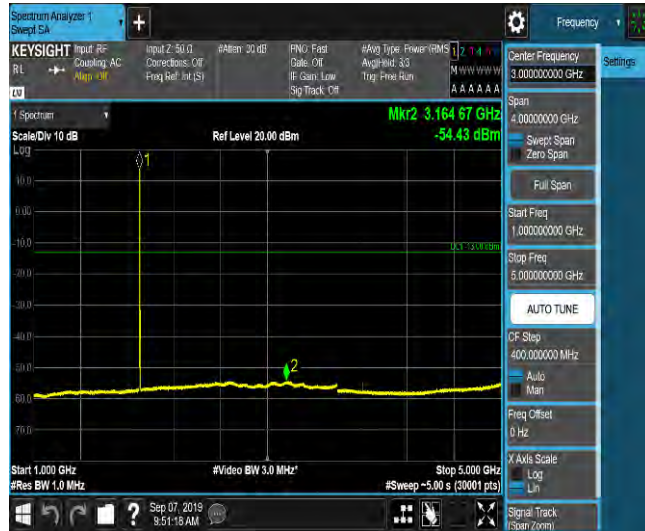 Spectrum Analyzer 1
Swept SA
+
Frequency
KEYSIGHT
RL
Input: RF
Coupling: AC
Align: Off
Input Z: 50 Ω
Corrections: Off
Freq Ref: Int (S)
#Atten: 30 dB
PNO: Fast
Gate: Off
IF Gain: Low
Sig Track: Off
#Avg Type: Power (RMS
Avg|Hold: 3/3
Trig: Free Run
M W W W W W
A A A A A A
1 Spectrum
Mkr2 3.164 67 GHz
Scale/Div 10 dB
Ref Level 20.00 dBm
-54.43 dBm
Log
1
10.0
0.00
-10.0
DL1 -13.00 dBm
-20.0
-30.0
-40.0
-50.0
2
-60.0
-70.0
Start 1.000 GHz
#Video BW 3.0 MHz*
Stop 5.000 GHz
#Res BW 1.0 MHz
#Sweep ~5.00 s (30001 pts)
?
Sep 07, 2019
9:51:18 AM
Center Frequency
3.000000000 GHz
Settings
Span
4.00000000 GHz
Swept Span
Zero Span
Full Span
Start Freq
1.000000000 GHz
Stop Freq
5.000000000 GHz
AUTO TUNE
CF Step
400.000000 MHz
Auto
Man
Freq Offset
0 Hz
X Axis Scale
Log
Lin
Signal Track
(Span Zoom)